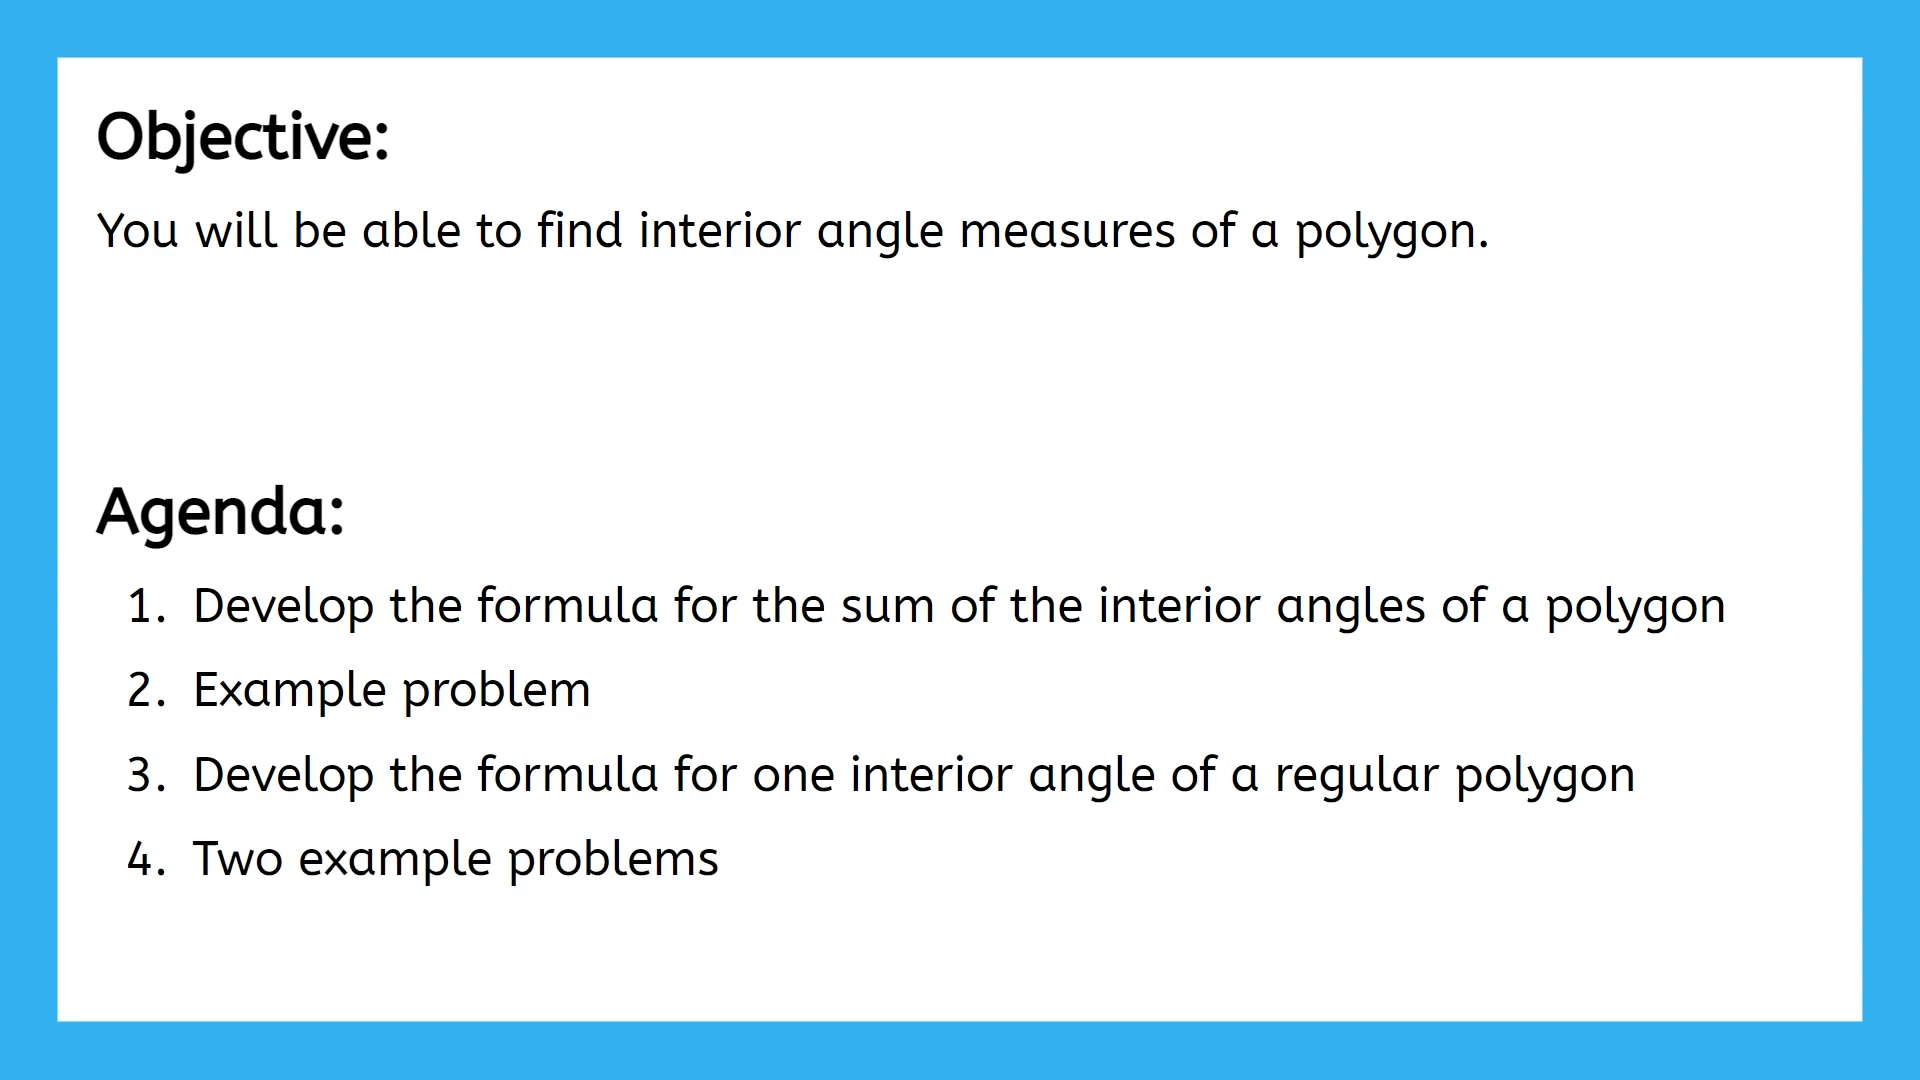 Objective:
You will be able to find interior angle measures of a polygon.
Agenda:
1. Develop the formula for the sum of the interior angles of a polygon
2. Example problem
3. Develop the formula for one interior angle of a regular polygon
4. Two example problems